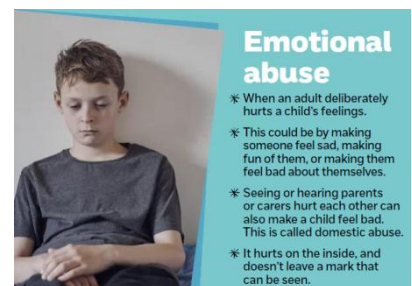 Emotional
abuse
* When an adult deliberately
hurts a child's feelings.
* This could be by making
someone feel sad, making
fun of them, or making them
feel bad about themselves.
* Seeing or hearing parents
or carers hurt each other can
also make a child feel bad.
This is called domestic abuse.
* It hurts on the inside, and
doesn't leave a mark that
can be seen.